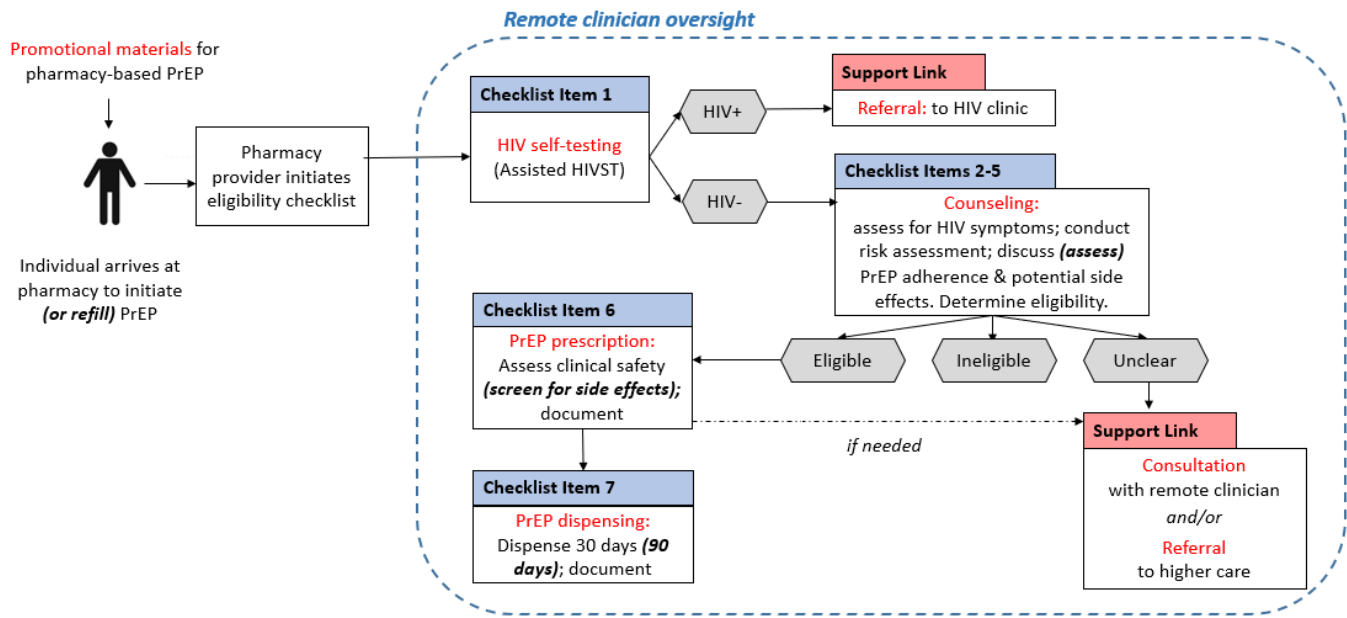 Remote clinician oversight
Promotional materials for
pharmacy-based PrEP
Individual arrives at
pharmacy to initiate
(or refill) PrEP
Pharmacy
provider initiates
eligibility checklist
Checklist Item 1
HIV self-testing
(Assisted HIVST)
HIV+
HIV-
Support Link
Referral: to HIV clinic
Checklist Items 2-5
Counseling:
assess for HIV symptoms; conduct
risk assessment; discuss (assess)
PrEP adherence & potential side
effects. Determine eligibility.
Eligible
Ineligible
Unclear
Checklist Item 6
PrEP prescription:
Assess clinical safety
(screen for side effects);
document
if needed
Support Link
Consultation
with remote clinician
and/or
Referral
to higher care
Checklist Item 7
PrEP dispensing:
Dispense 30 days (90
days); document